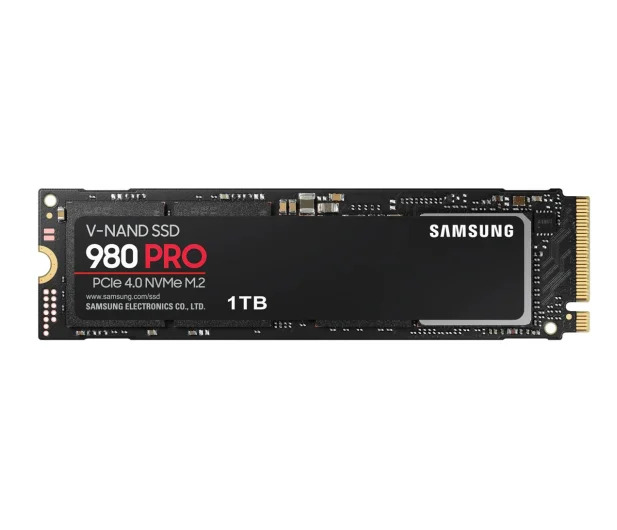 V-NAND SSD
980 PRO
PCIe 4.0 NVMe M.2
www.samsung.com/ssd
SAMSUNG ELECTRONICS CO., LTD.
1TB
SAMSUNG